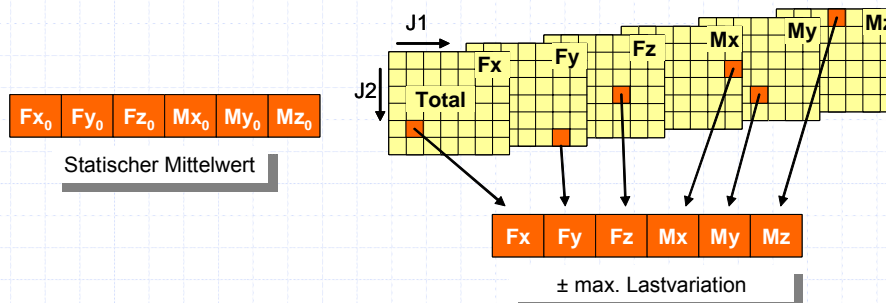 J1
J2
Total
Fx
Fy
Fz
Mx
My
Mz
Fx₀ Fy₀ Fz₀ Mx₀ My₀ Mz₀
Statischer Mittelwert
Fx Fy Fz Mx My Mz
± max. Lastvariation